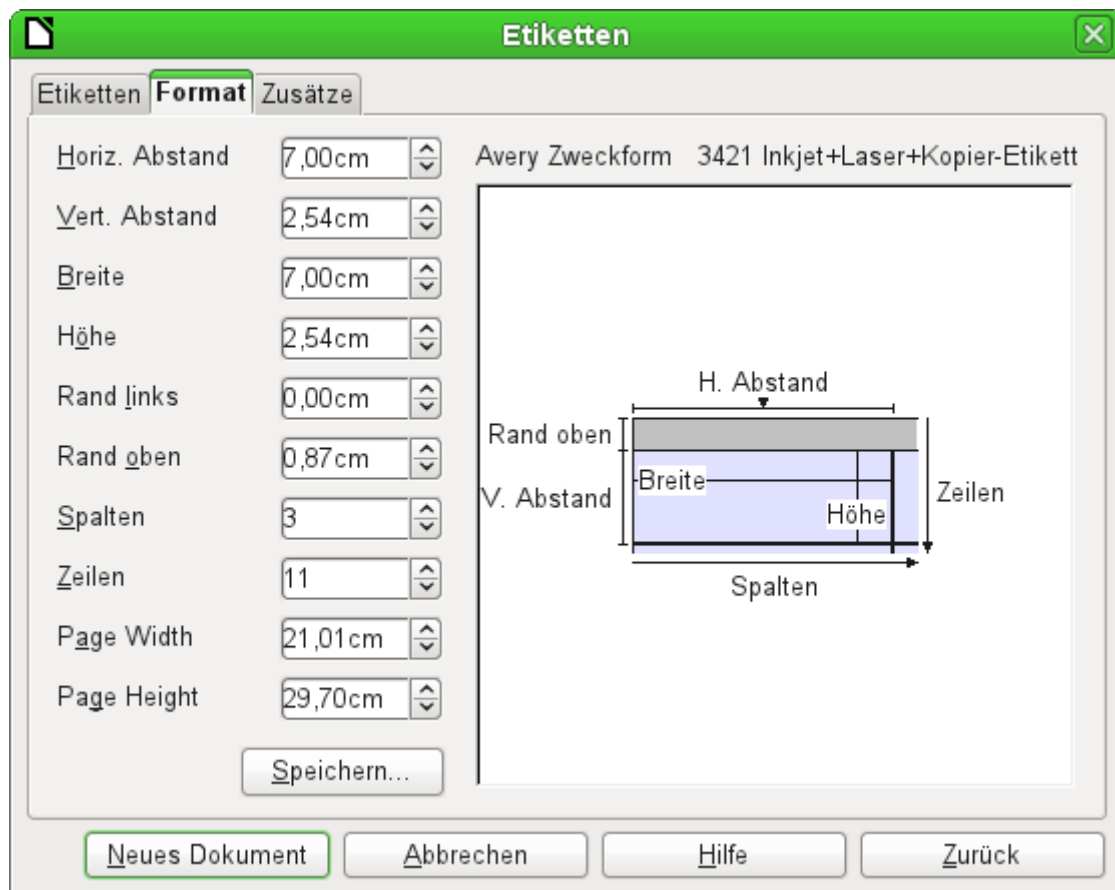 Etiketten
Etiketten Format Zusätze
Horiz. Abstand 7,00cm
Vert. Abstand 2,54cm
Breite 7,00cm
Höhe 2,54cm
Rand links 0,00cm
Rand oben 0,87cm
Spalten 3
Zeilen 11
Page Width 21,01cm
Page Height 29,70cm
Speichern...
Avery Zweckform 3421 Inkjet+Laser+Kopier-Etikett
H. Abstand
Rand oben
Breite
V. Abstand
Höhe
Zeilen
Spalten
Neues Dokument Abbrechen Hilfe Zurück